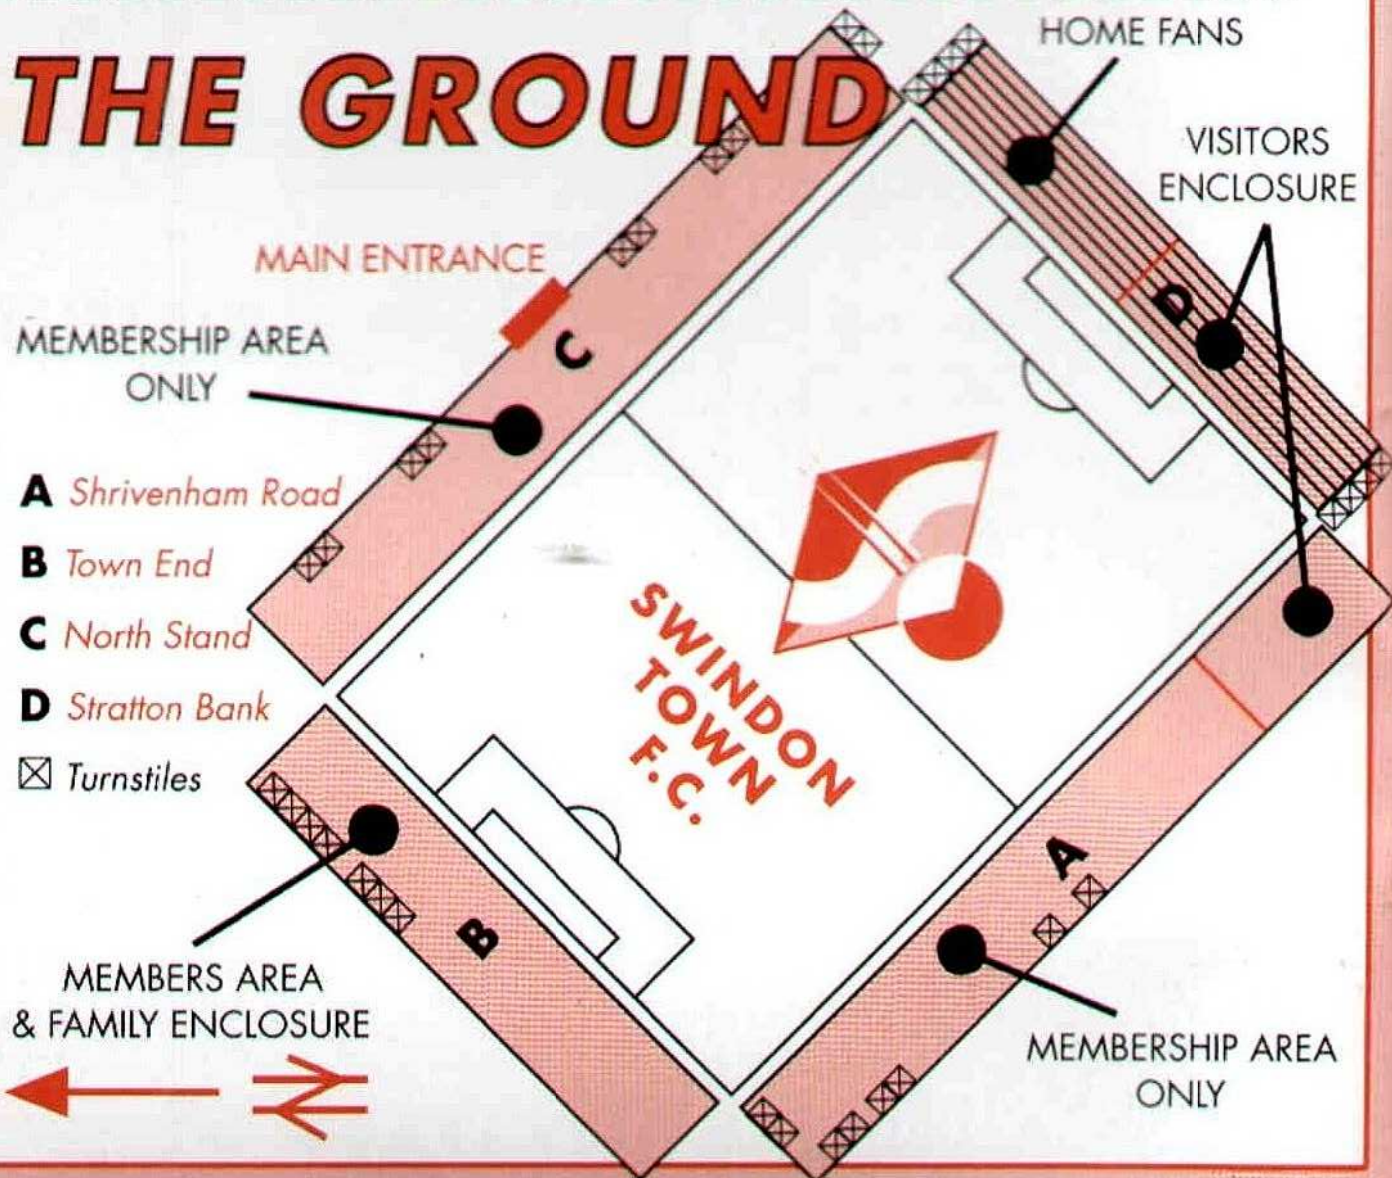 THE GROUND
HOME FANS
VISITORS
ENCLOSURE
MAIN ENTRANCE
MEMBERSHIP AREA
ONLY
C
D
A Shrivenham Road
B Town End
C North Stand
D Stratton Bank
Turnstiles
SWINDON
TOWN
F.C.
A
B
MEMBERS AREA
& FAMILY ENCLOSURE
MEMBERSHIP AREA
ONLY